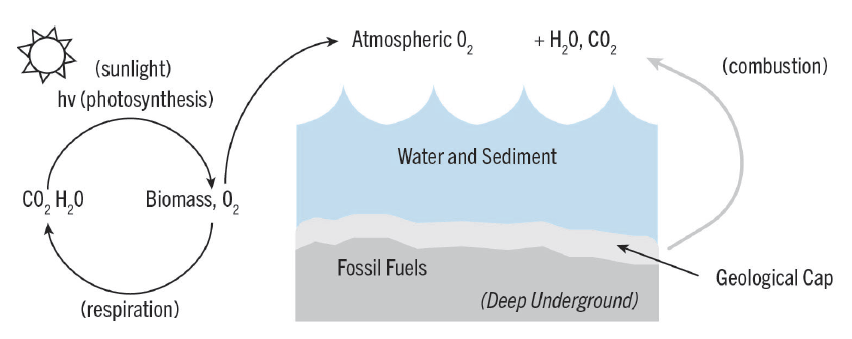 (sunlight)
hv (photosynthesis)
CO₂ H₂O
Biomass, O₂
(respiration)
Atmospheric O₂
+ H₂O, CO₂
(combustion)
Water and Sediment
Fossil Fuels
(Deep Underground)
Geological Cap